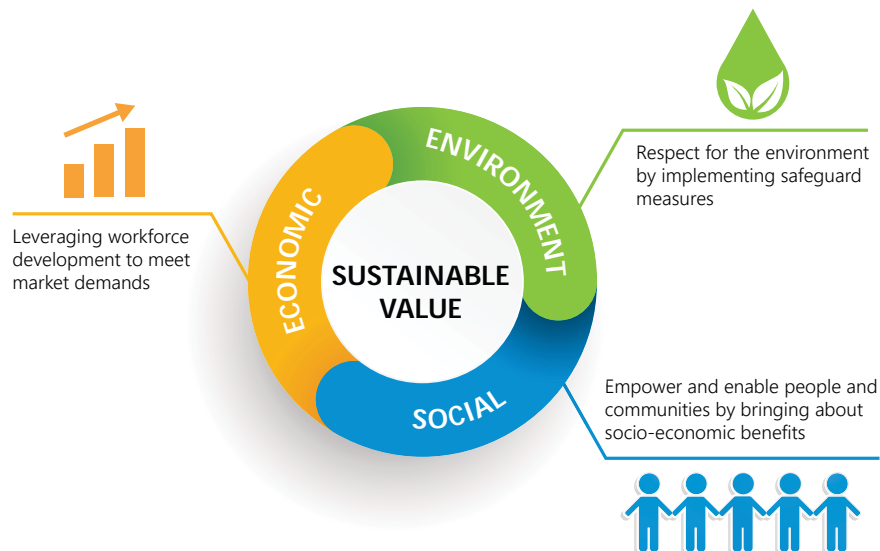 ENVIRONMENT
Respect for the environment
by implementing safeguard
measures
ECONOMIC
Leveraging workforce
development to meet
market demands
SUSTAINABLE
VALUE
SOCIAL
Empower and enable people and
communities by bringing about
socio-economic benefits